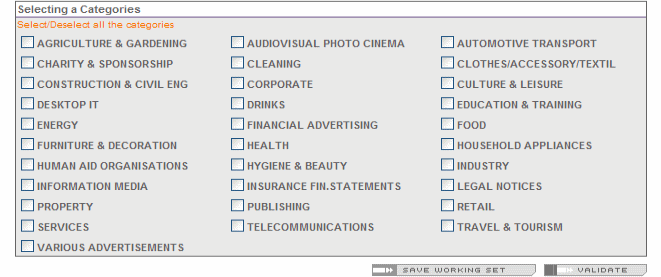 Selecting a Categories
Select/Deselect all the categories
AGRICULTURE & GARDENING AUDIOVISUAL PHOTO CINEMA AUTOMOTIVE TRANSPORT
CHARITY & SPONSORSHIP CLEANING CLOTHES/ACCESSORY/TEXTIL
CONSTRUCTION & CIVIL ENG CORPORATE CULTURE & LEISURE
DESKTOP IT DRINKS EDUCATION & TRAINING
ENERGY FINANCIAL ADVERTISING FOOD
FURNITURE & DECORATION HEALTH HOUSEHOLD APPLIANCES
HUMAN AID ORGANISATIONS HYGIENE & BEAUTY INDUSTRY
INFORMATION MEDIA INSURANCE FIN.STATEMENTS LEGAL NOTICES
PROPERTY PUBLISHING RETAIL
SERVICES TELECOMMUNICATIONS TRAVEL & TOURISM
VARIOUS ADVERTISEMENTS
SAVE WORKING SET VALIDATE